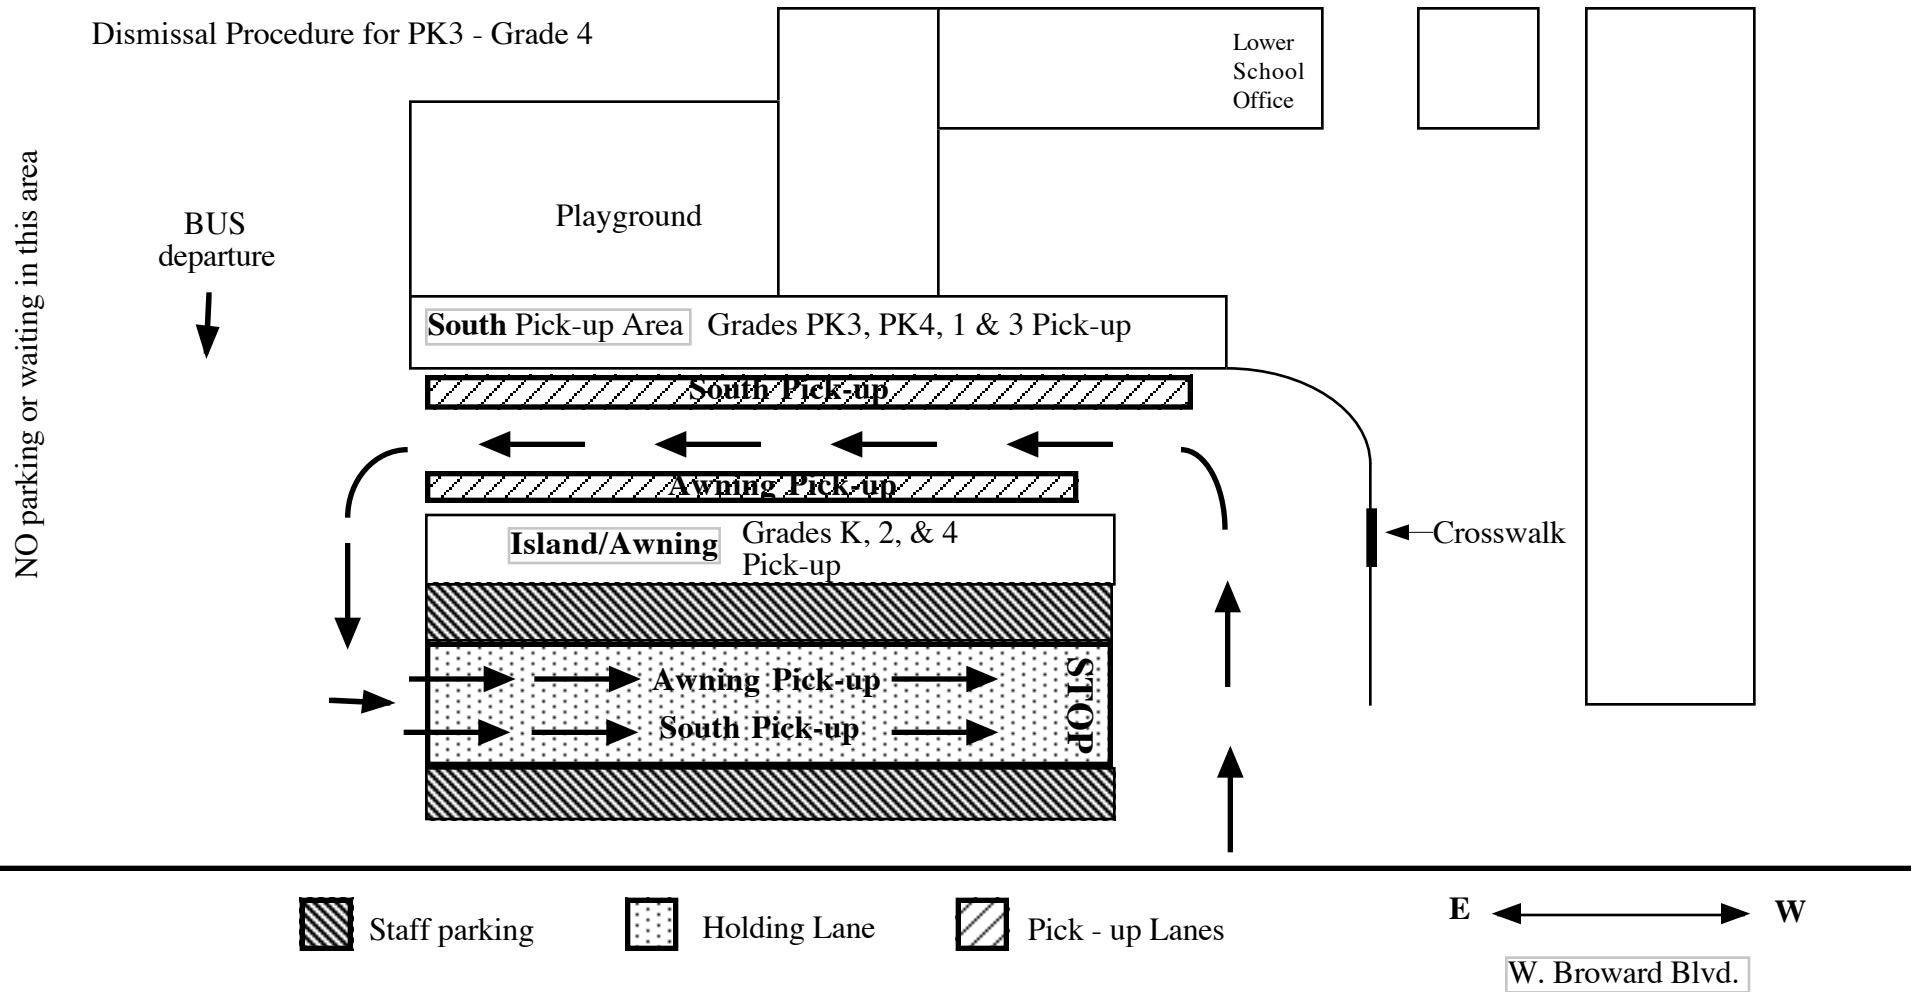 Dismissal Procedure for PK3 - Grade 4
Lower
School
Office
NO parking or waiting in this area
BUS
departure
Playground
South Pick-up Area Grades PK3, PK4, 1 & 3 Pick-up
South Pick-up
Awning Pick-up
Island/Awning
Grades K, 2, & 4
Pick-up
Crosswalk
Awning Pick-up
South Pick-up
STOP
Staff parking
Holding Lane
Pick - up Lanes
E
W
W. Broward Blvd.